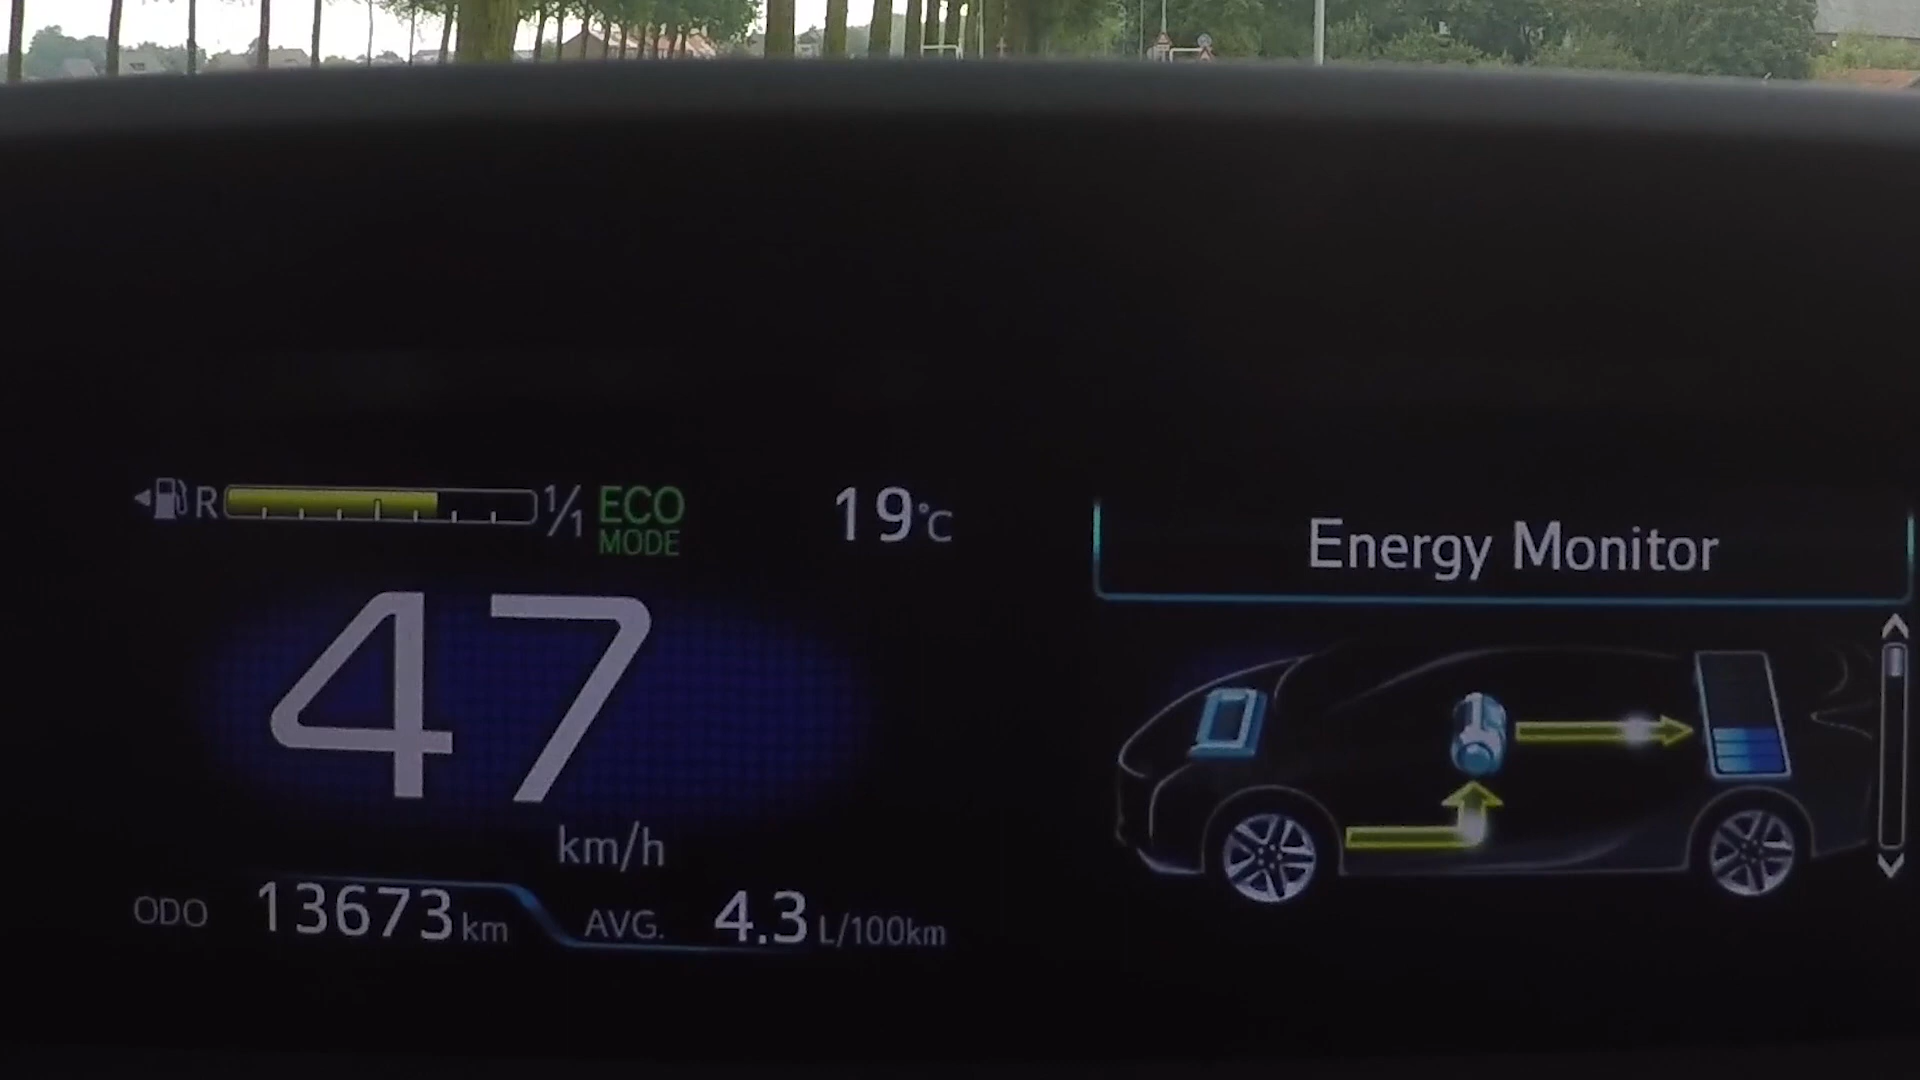 R 1/1 ECO
MODE
19°C
47
km/h
ODO 13673 km
AVG. 4.3 L/100km
Energy Monitor